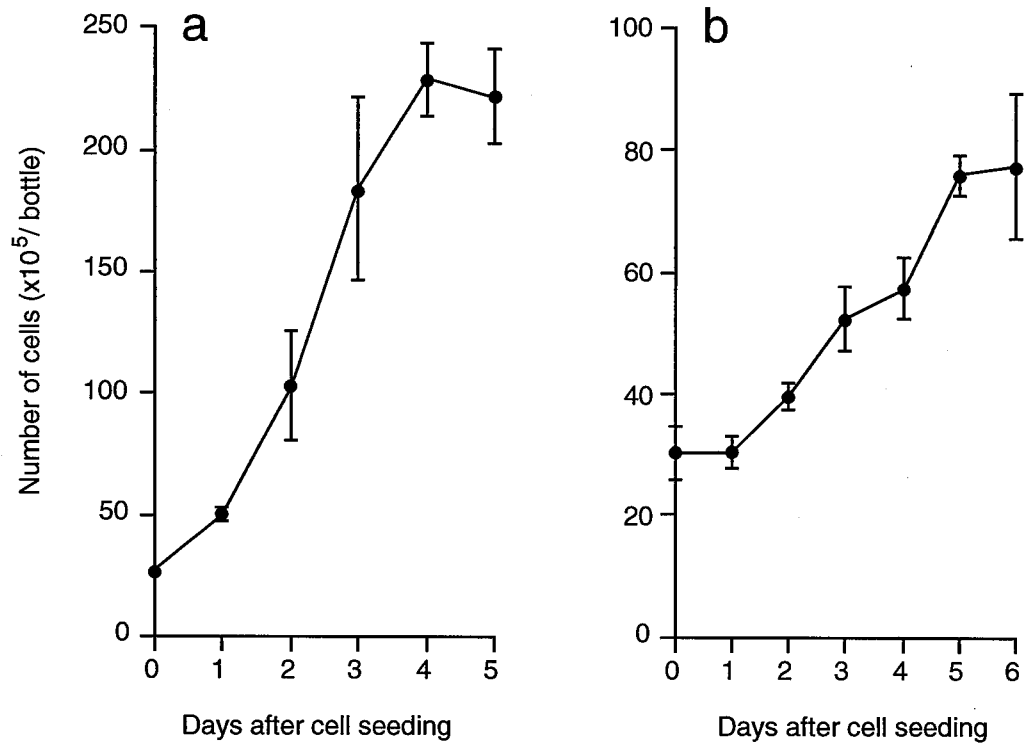 a
250
200
150
100
50
0
Number of cells (x10⁵/ bottle)
0 1 2 3 4 5
Days after cell seeding
b
100
80
60
40
20
0
0 1 2 3 4 5 6
Days after cell seeding